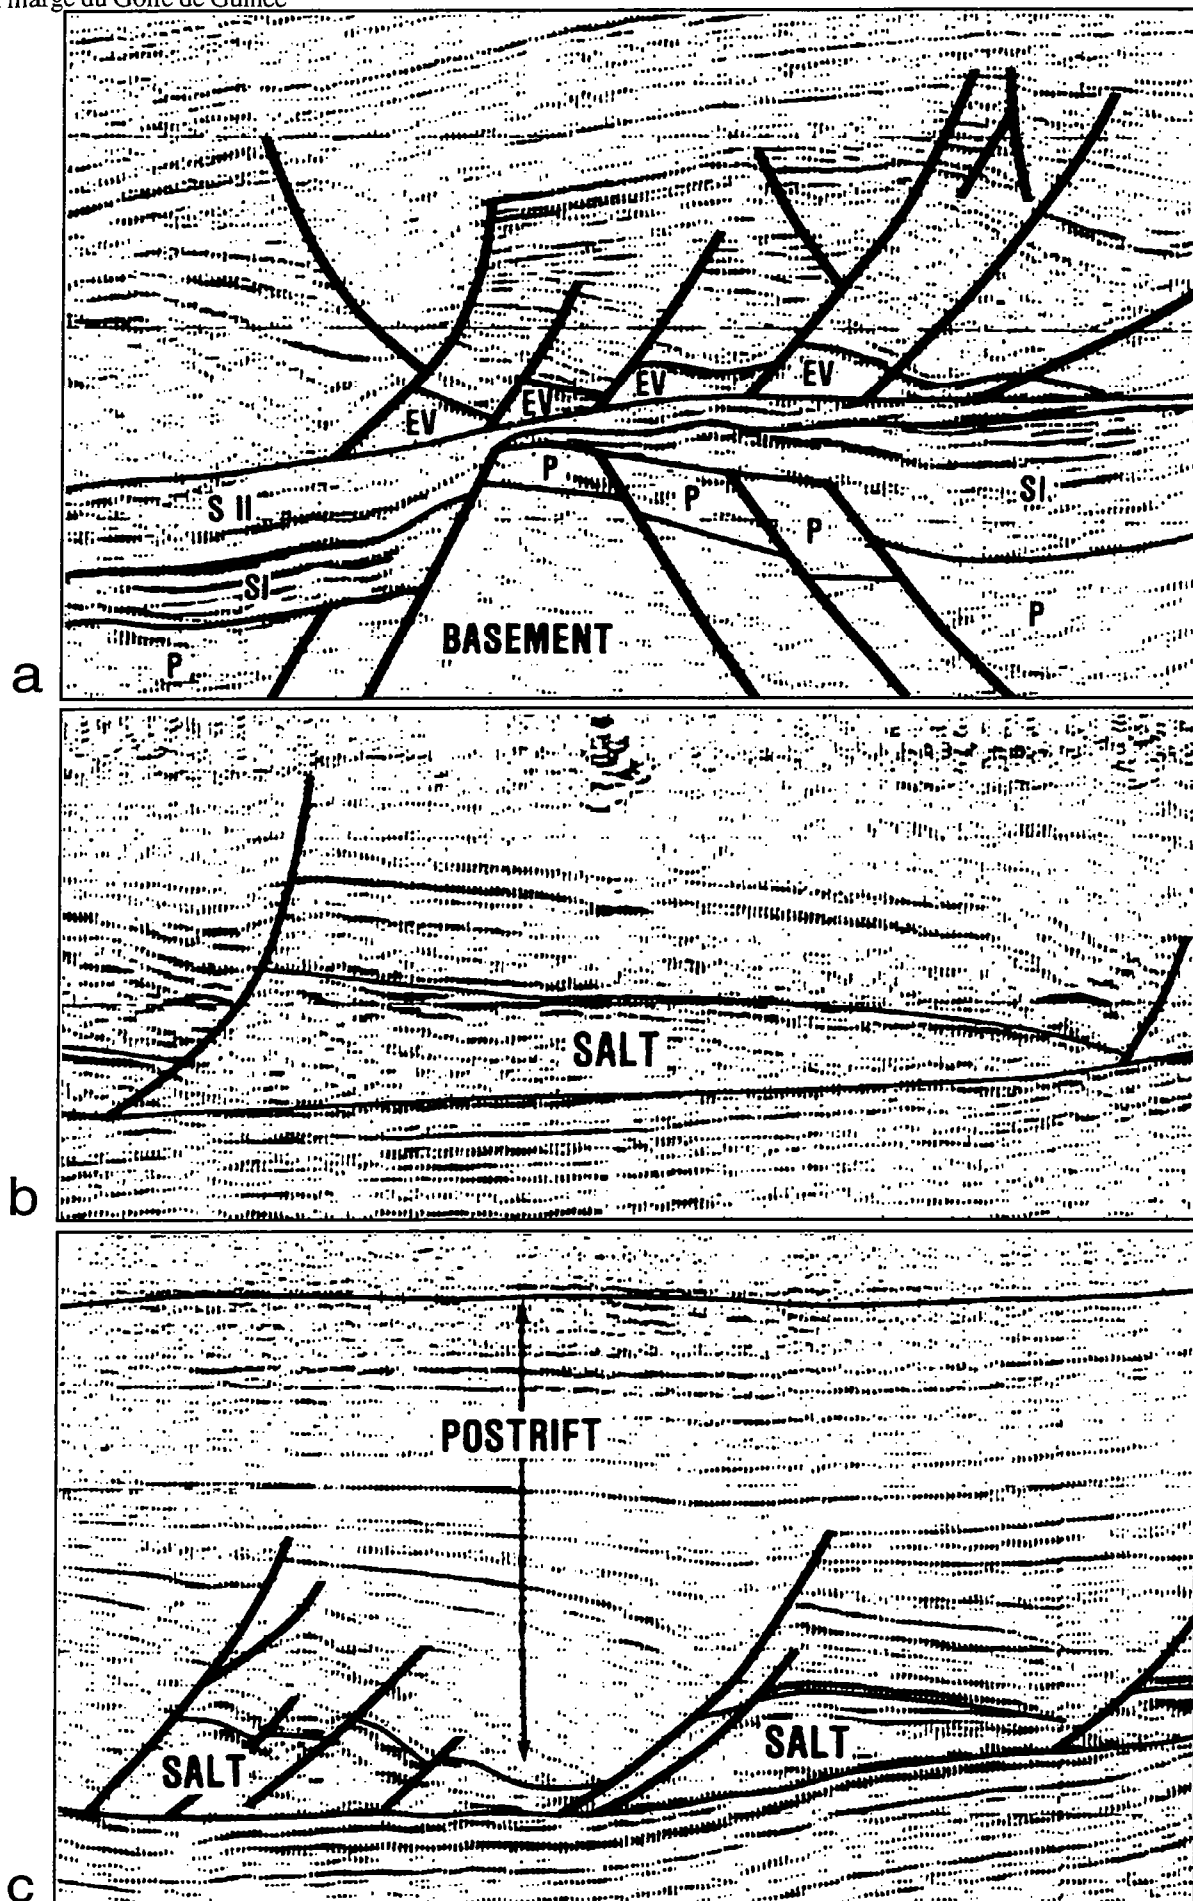 marge du Golfe de Guinée
EV
EV
EV
EV
S II
SI
SI
P
P
P
P
P
BASEMENT
a
SALT
b
POSTRIFT
SALT
SALT
c